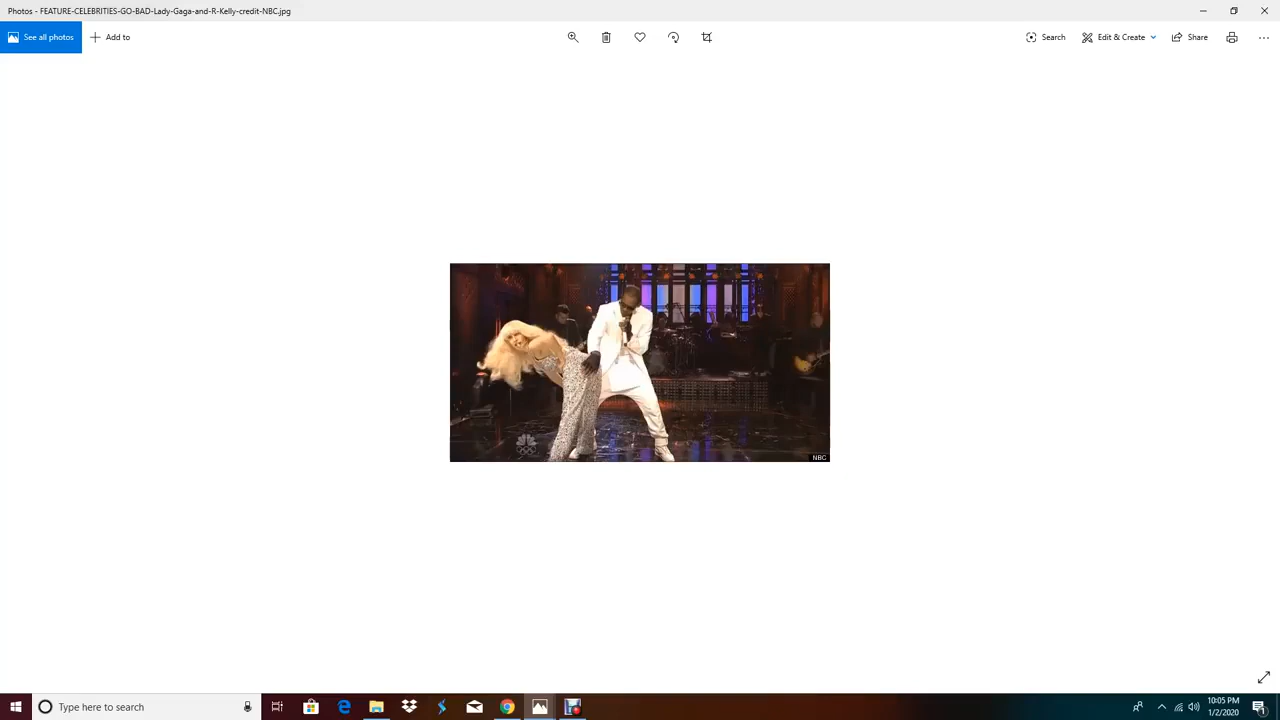 Photos - FEATURE-CELEBRITIES-GO-BAD-Lady-Gaga-and-R-Kelly-credit-NBC.jpg
See all photos
Add to
Search
Edit & Create
Share
NBC
Type here to search
10:05 PM
1/2/2020
1